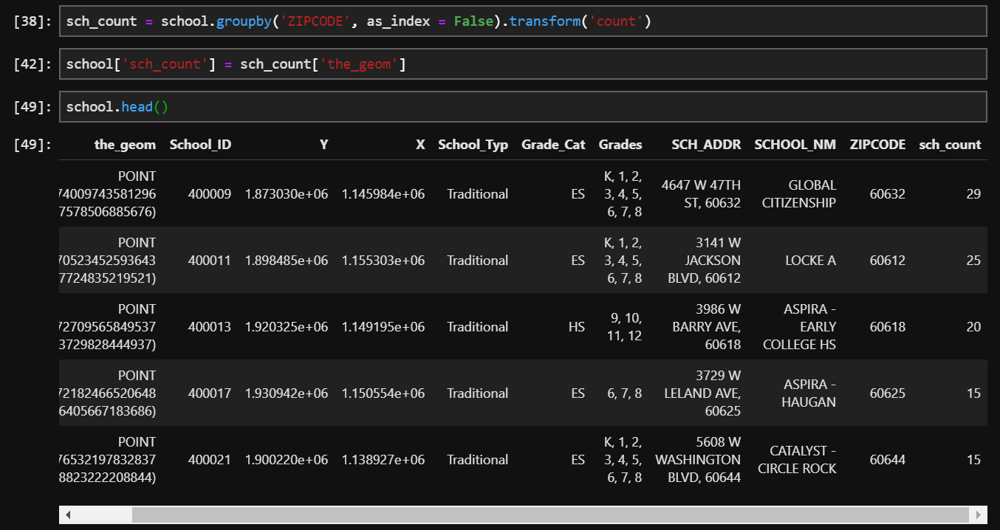 [38]: sch_count = school.groupby('ZIPCODE', as_index = False).transform('count')
[42]: school['sch_count'] = sch_count['the_geom']
[49]: school.head()
[49]: the_geom School_ID Y X School_Typ Grade_Cat Grades SCH_ADDR SCHOOL_NM ZIPCODE sch_count
POINT
74009743581296
7578506885676)
400009 1.873030e+06 1.145984e+06 Traditional ES
K, 1, 2,
3, 4, 5,
6, 7, 8
4647 W 47TH
ST, 60632
GLOBAL
CITIZENSHIP
60632 29
POINT
70523452593643
7724835219521)
400011 1.898485e+06 1.155303e+06 Traditional ES
K, 1, 2,
3, 4, 5,
6, 7, 8
3141 W
JACKSON
BLVD, 60612
LOCKE A
60612 25
POINT
72709565849537
3729828444937)
400013 1.920325e+06 1.149195e+06 Traditional HS
9, 10,
11, 12
3986 W
BARRY AVE,
60618
ASPIRA -
EARLY
COLLEGE HS
60618 20
POINT
72182466520648
6405667183686)
400017 1.930942e+06 1.150554e+06 Traditional ES
6, 7, 8
3729 W
LELAND AVE,
60625
ASPIRA -
HAUGAN
60625 15
POINT
76532197832837
8823222208844)
400021 1.900220e+06 1.138927e+06 Traditional ES
K, 1, 2,
3, 4, 5,
6, 7, 8
5608 W
WASHINGTON
BLVD, 60644
CATALYST -
CIRCLE ROCK
60644 15